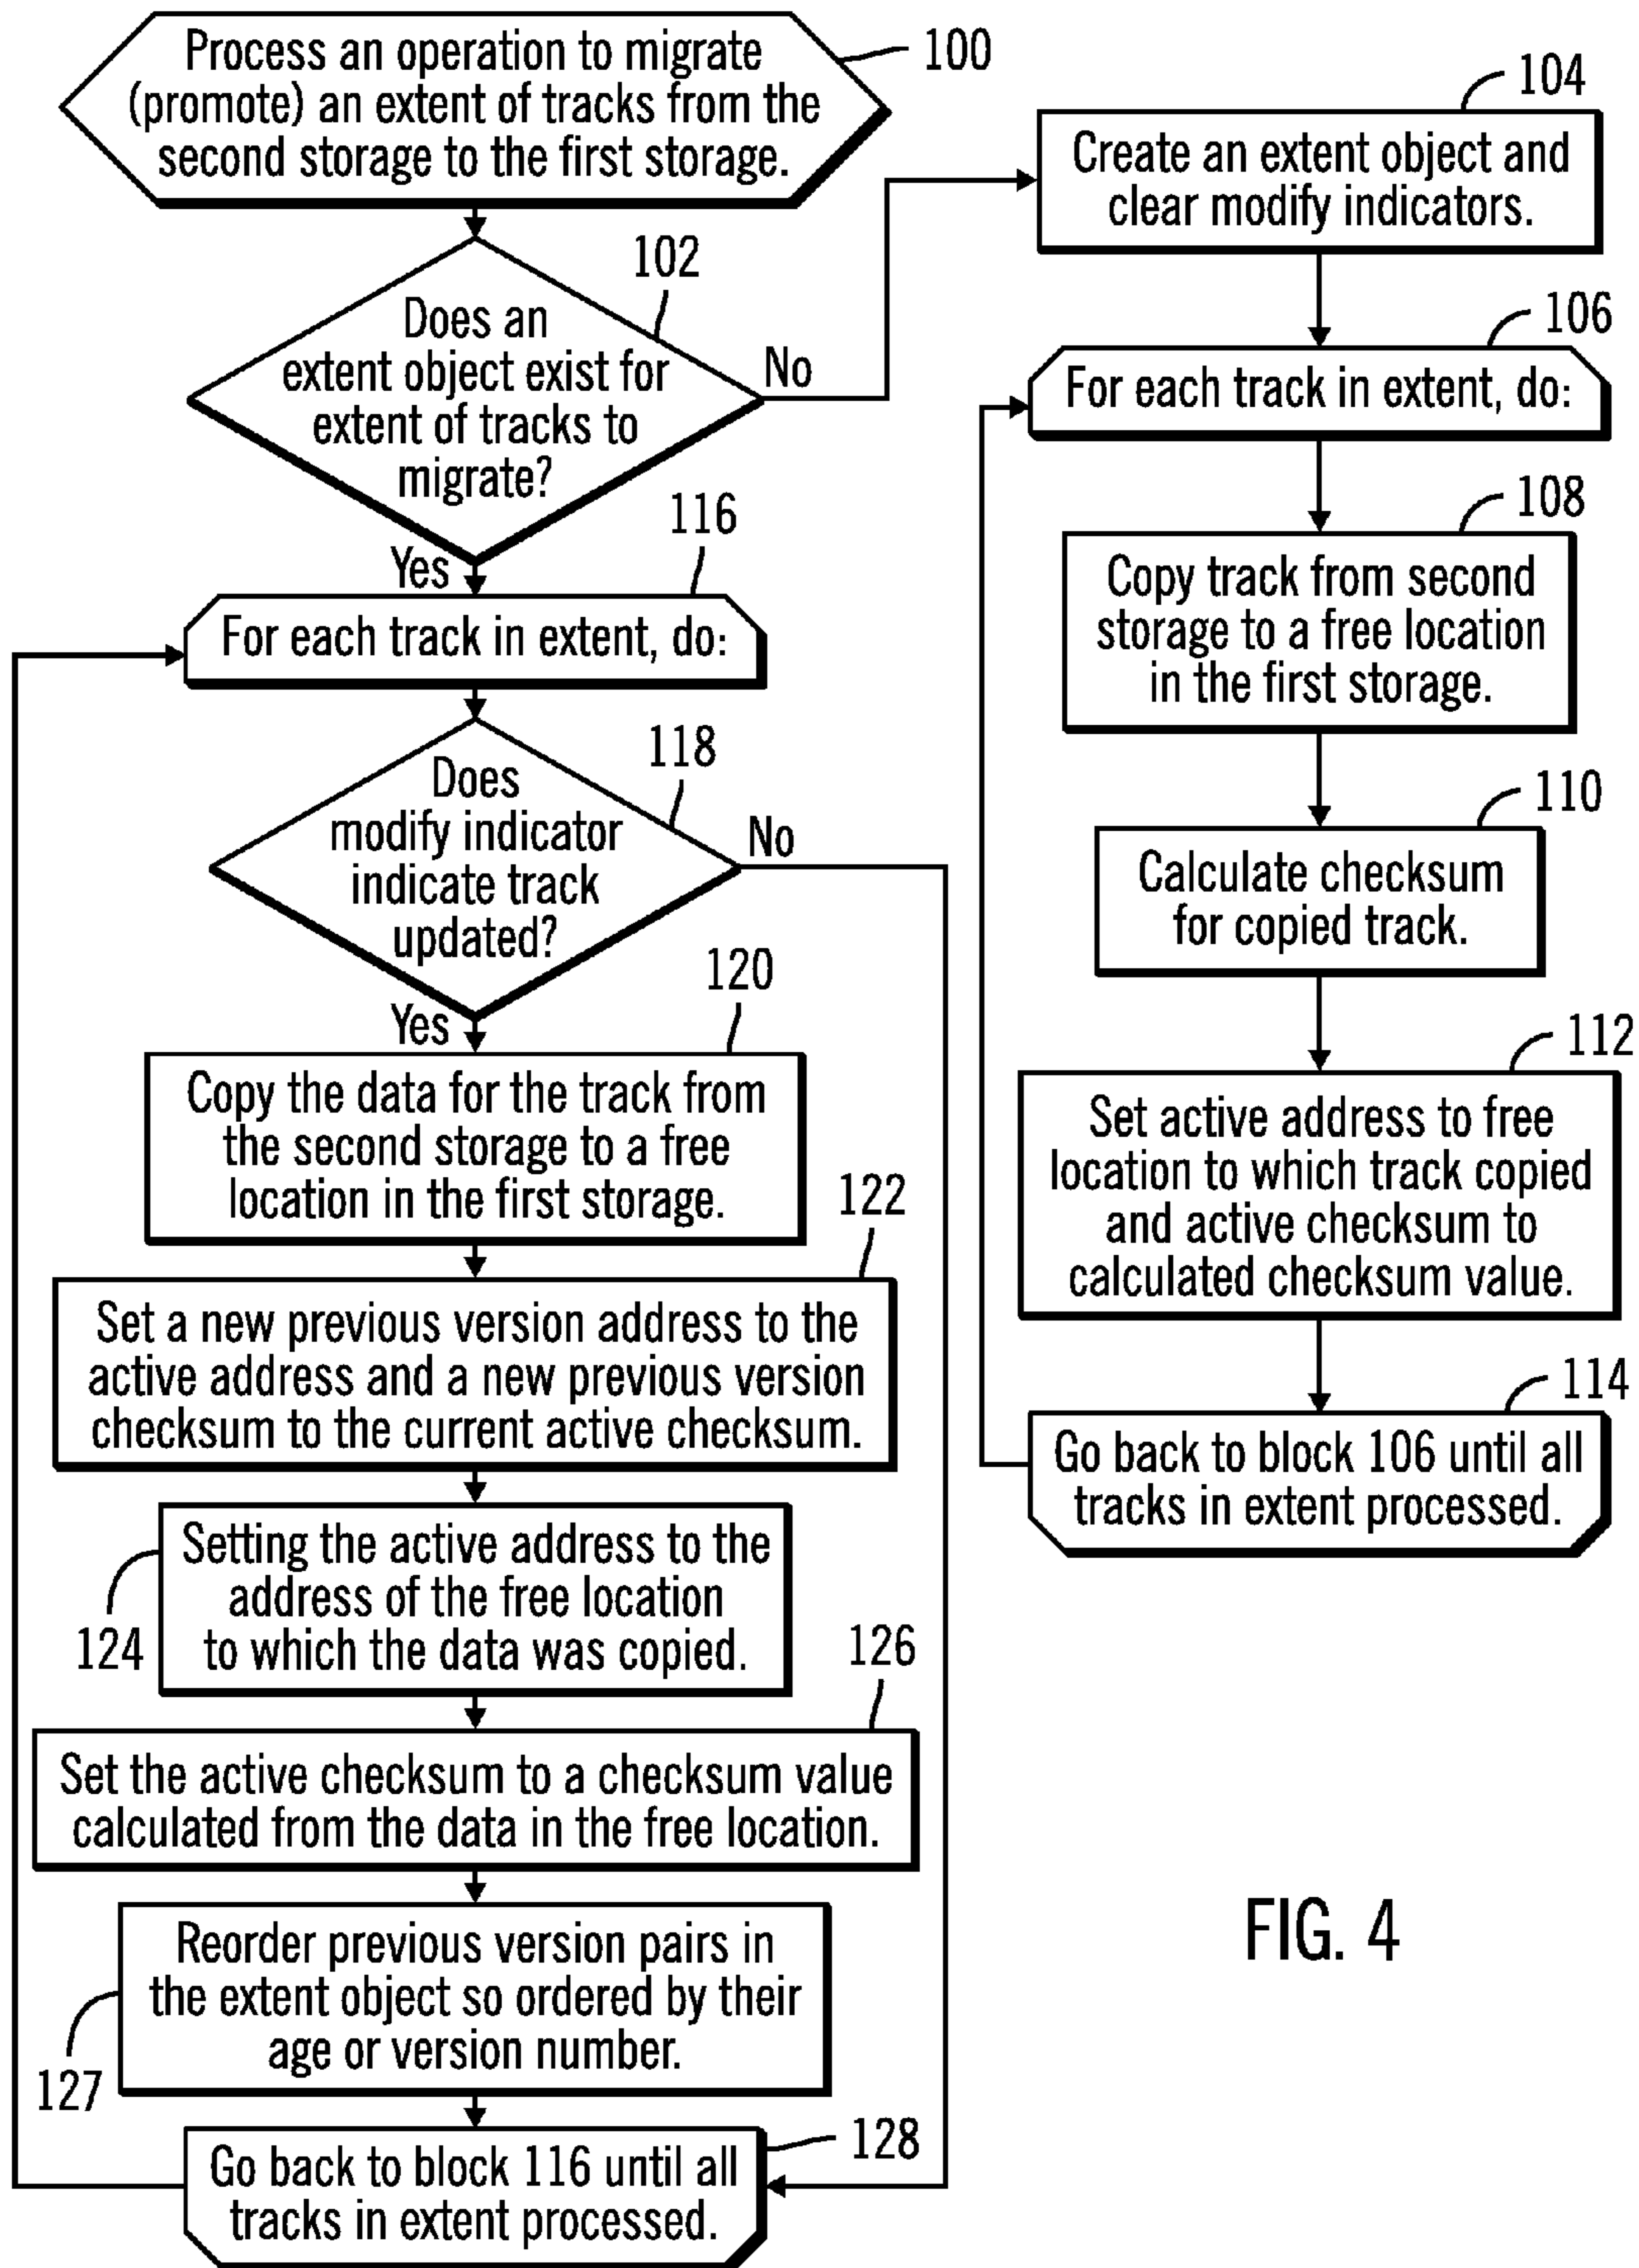 Process an operation to migrate
(promote) an extent of tracks from the
second storage to the first storage.
100
102
Does an
extent object exist for
extent of tracks to
migrate?
No
Yes
104
Create an extent object and
clear modify indicators.
106
For each track in extent, do:
108
Copy track from second
storage to a free location
in the first storage.
110
Calculate checksum
for copied track.
112
Set active address to free
location to which track copied
and active checksum to
calculated checksum value.
114
Go back to block 106 until all
tracks in extent processed.
116
For each track in extent, do:
118
Does
modify indicator
indicate track
updated?
No
Yes
120
Copy the data for the track from
the second storage to a free
location in the first storage.
122
Set a new previous version address to the
active address and a new previous version
checksum to the current active checksum.
Setting the active address to the
address of the free location
to which the data was copied.
124
126
Set the active checksum to a checksum value
calculated from the data in the free location.
Reorder previous version pairs in
the extent object so ordered by their
age or version number.
127
128
Go back to block 116 until all
tracks in extent processed.
FIG. 4